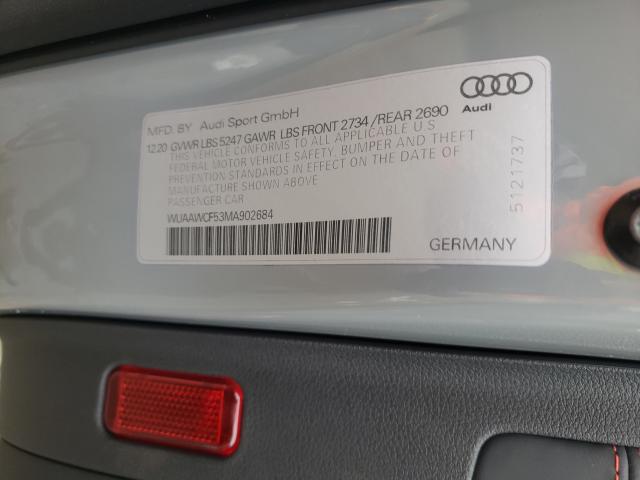 MFD. BY Audi Sport GmbH
Audi
12.20 GVWR LBS 5247 GAWR LBS FRONT 2734 / REAR 2690
THIS VEHICLE CONFORMS TO ALL APPLICABLE U.S
FEDERAL MOTOR VEHICLE SAFETY, BUMPER AND THEFT
PREVENTION STANDARDS IN EFFECT ON THE DATE OF
MANUFACTURE SHOWN ABOVE
PASSENGER CAR
WUAAWCF53MA902684
5121737
GERMANY